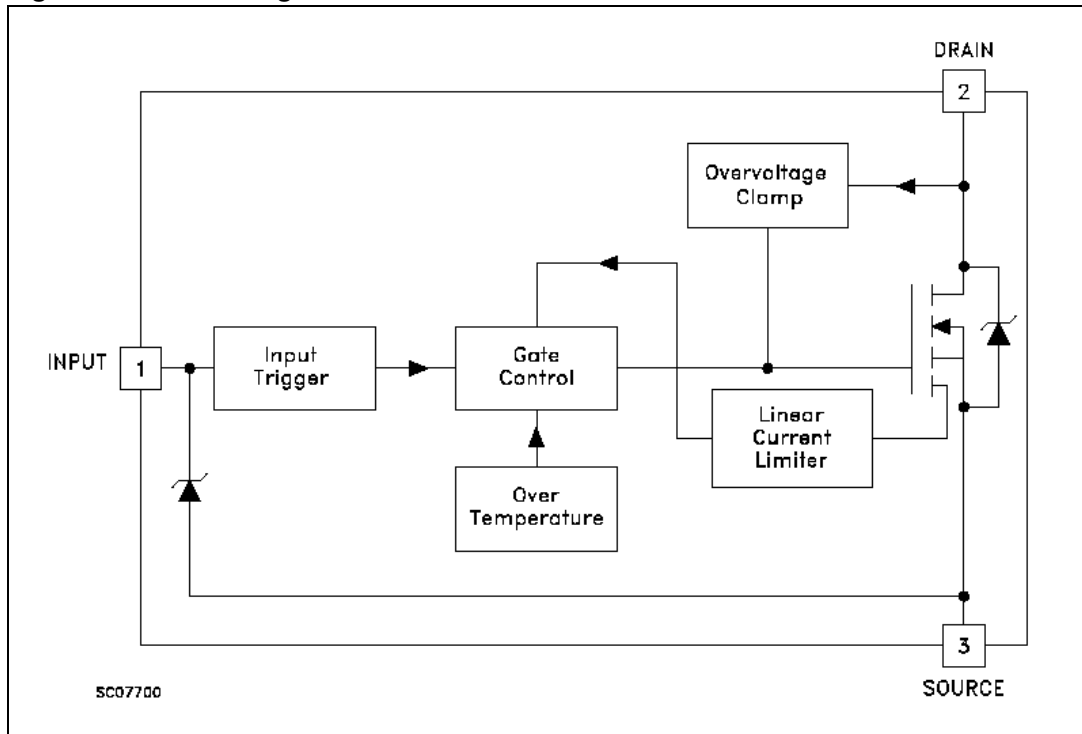 DRAIN
2
Overvoltage
Clamp
INPUT
1
Input
Trigger
Gate
Control
Linear
Current
Limiter
Over
Temperature
3
SOURCE
SC07700